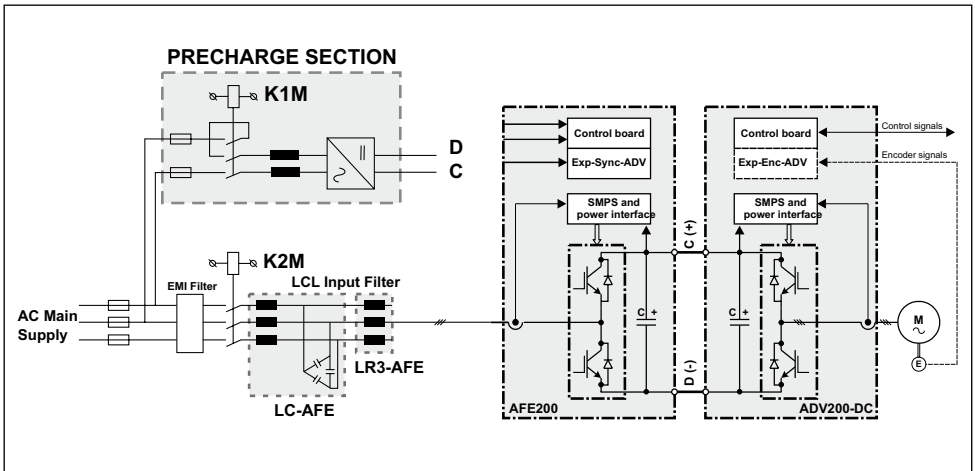 PRECHARGE SECTION
K1M
D
C
K2M
EMI Filter
LCL Input Filter
AC Main
Supply
LR3-AFE
LC-AFE
Control board
Exp-Sync-ADV
SMPS and
power interface
C +
AFE200
C (+)
D (-)
Control board
Exp-Enc-ADV
SMPS and
power interface
C +
ADV200-DC
Control signals
Encoder signals
M
E